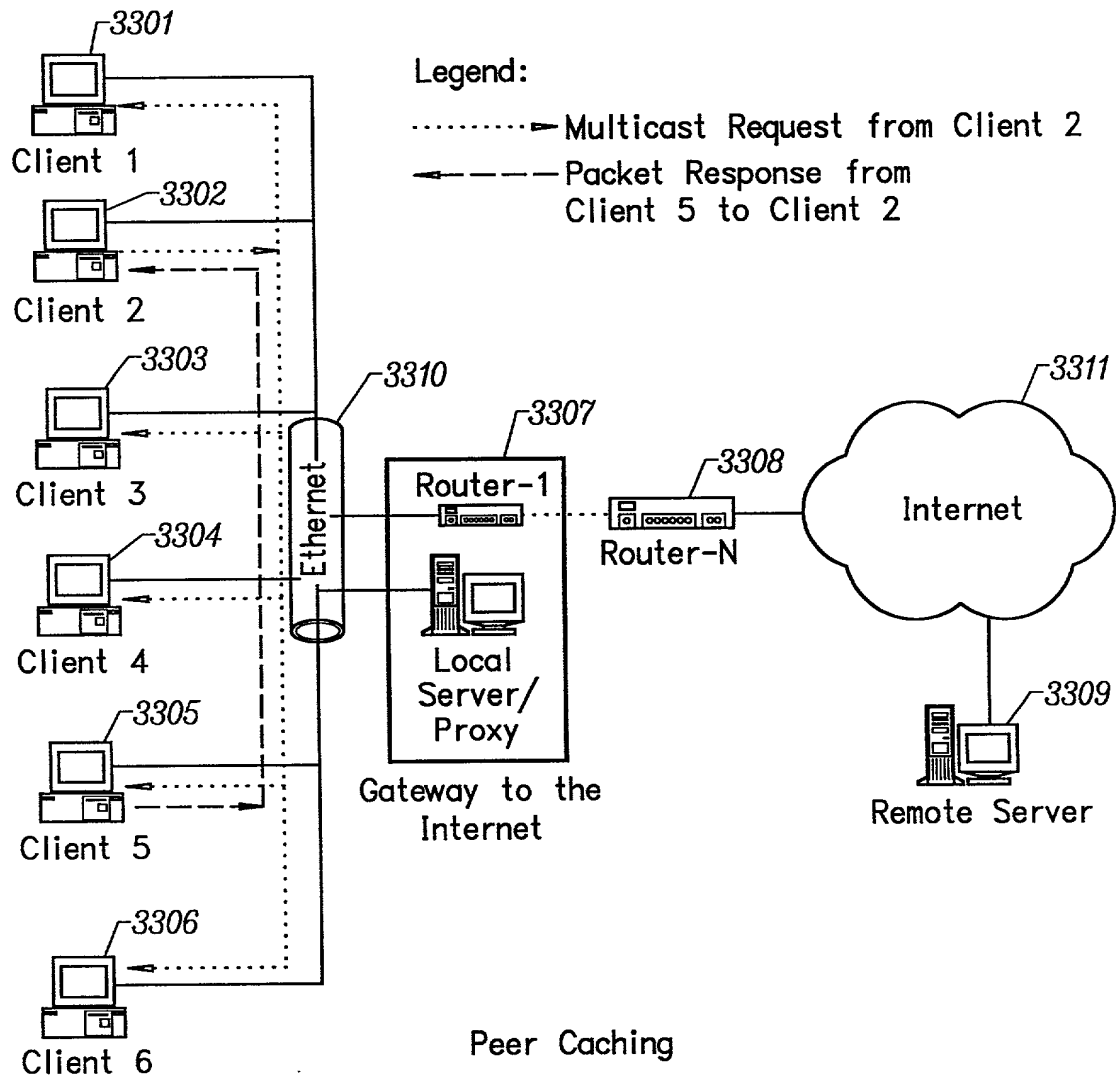 3301
Client 1
Legend:
Multicast Request from Client 2
Packet Response from
Client 5 to Client 2
3302
Client 2
3303
Client 3
3310
Ethernet
3307
Router-1
Local
Server/
Proxy
Gateway to the
Internet
3308
Router-N
3311
Internet
3309
Remote Server
3304
Client 4
3305
Client 5
3306
Client 6
Peer Caching